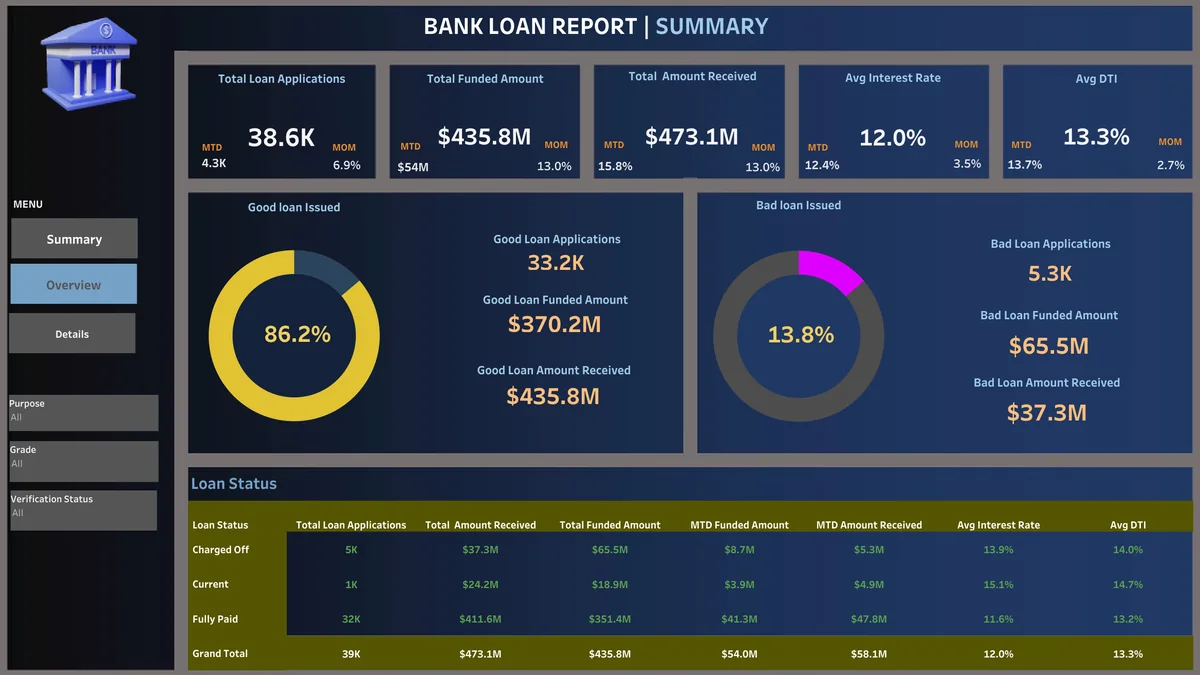 BANK LOAN REPORT | SUMMARY
BANK
Total Loan Applications
38.6K
MTD
4.3K
MOM
6.9%
Total Funded Amount
$435.8M
MTD
$54M
MOM
13.0%
Total Amount Received
$473.1M
MTD
15.8%
MOM
13.0%
Avg Interest Rate
12.0%
MTD
12.4%
MOM
3.5%
Avg DTI
13.3%
MTD
13.7%
MOM
2.7%
MENU
Summary
Overview
Details
Purpose
All
Grade
All
Verification Status
All
Good loan Issued
86.2%
Good Loan Applications
33.2K
Good Loan Funded Amount
$370.2M
Good Loan Amount Received
$435.8M
Bad loan Issued
13.8%
Bad Loan Applications
5.3K
Bad Loan Funded Amount
$65.5M
Bad Loan Amount Received
$37.3M
Loan Status
Loan Status Total Loan Applications Total Amount Received Total Funded Amount MTD Funded Amount MTD Amount Received Avg Interest Rate Avg DTI
Charged Off 5K $37.3M $65.5M $8.7M $5.3M 13.9% 14.0%
Current 1K $24.2M $18.9M $3.9M $4.9M 15.1% 14.7%
Fully Paid 32K $411.6M $351.4M $41.3M $47.8M 11.6% 13.2%
Grand Total 39K $473.1M $435.8M $54.0M $58.1M 12.0% 13.3%